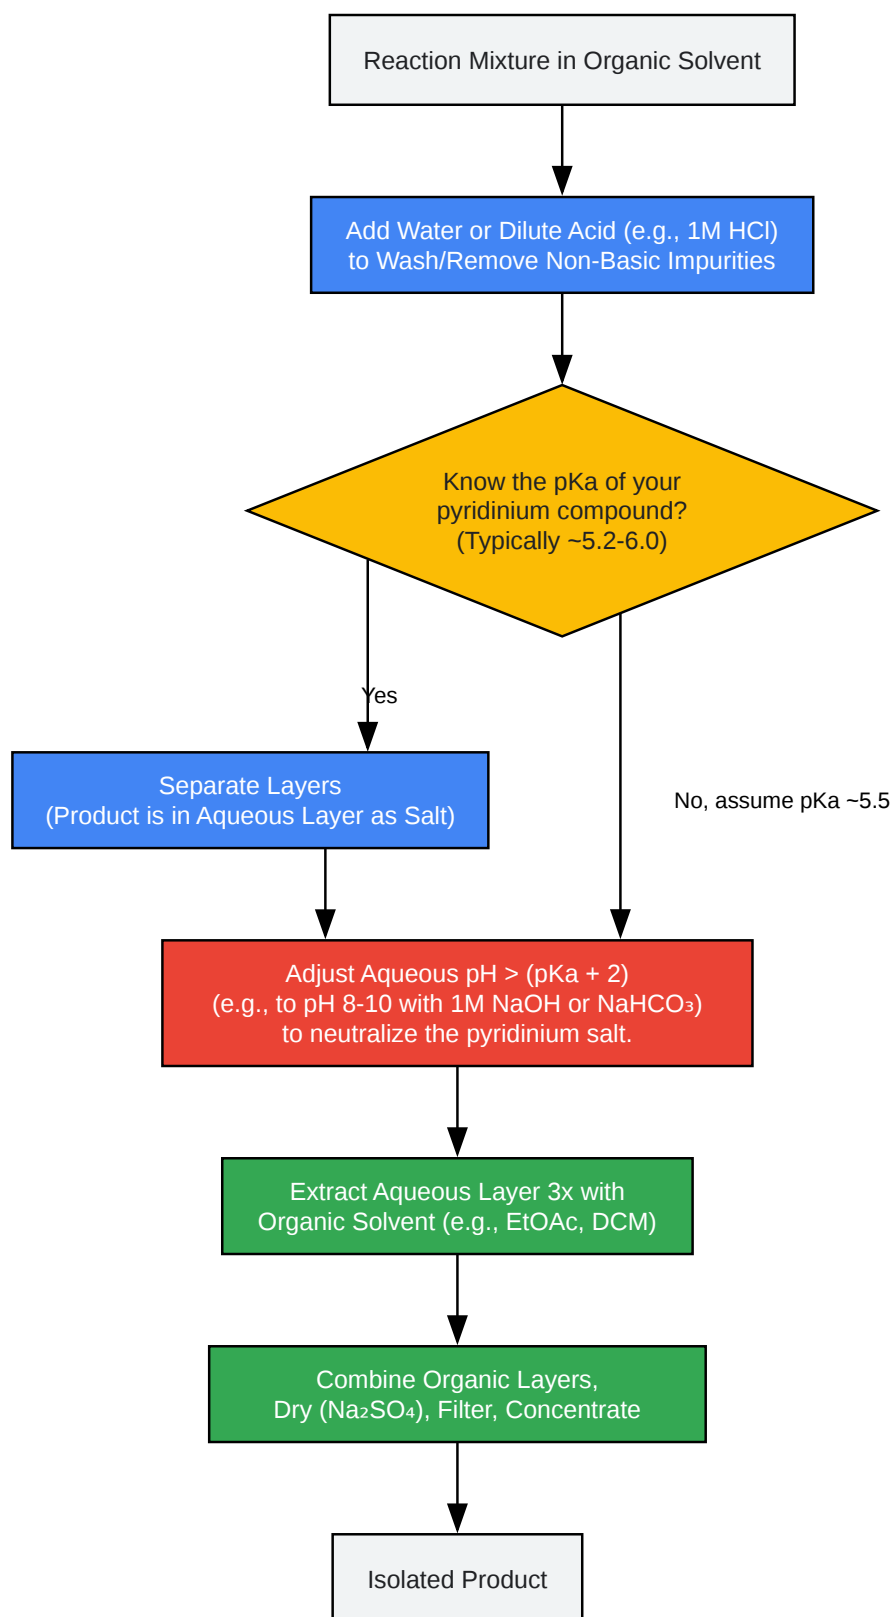 Reaction Mixture in Organic Solvent
Add Water or Dilute Acid (e.g., 1M HCl)
to Wash/Remove Non-Basic Impurities
Know the pKa of your
pyridinium compound?
(Typically ~5.2-6.0)
Yes
Separate Layers
(Product is in Aqueous Layer as Salt)
No, assume pKa ~5.5
Adjust Aqueous pH > (pKa + 2)
(e.g., to pH 8-10 with 1M NaOH or NaHCO₃)
to neutralize the pyridinium salt.
Extract Aqueous Layer 3x with
Organic Solvent (e.g., EtOAc, DCM)
Combine Organic Layers,
Dry (Na₂SO₄), Filter, Concentrate
Isolated Product